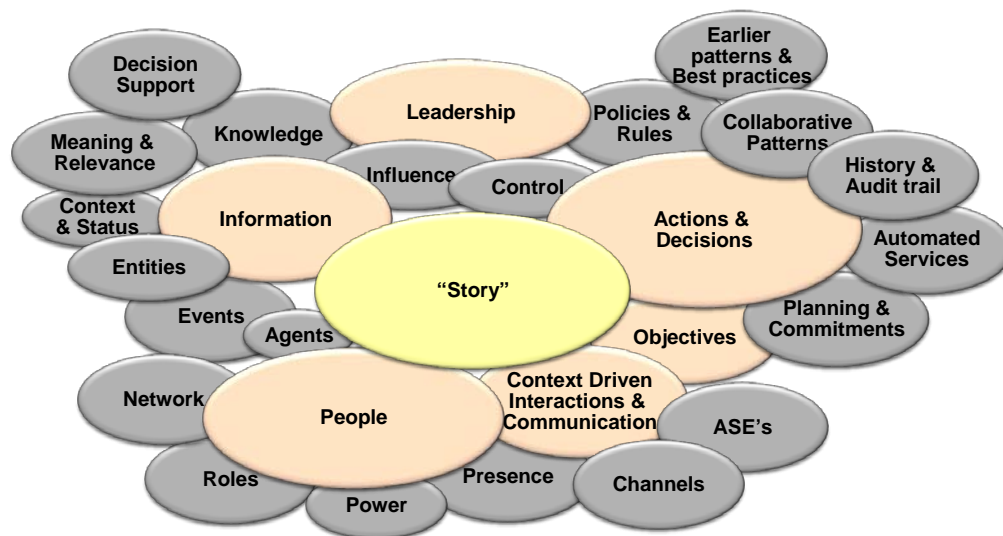 Earlier
patterns &
Best practices
Decision
Support
Leadership
Policies &
Rules
Collaborative
Patterns
Knowledge
Meaning &
Relevance
History &
Audit trail
Influence
Control
Context
& Status
Information
Actions &
Decisions
Automated
Services
Entities
“Story”
Events
Agents
Objectives
Planning &
Commitments
Network
People
Context Driven
Interactions &
Communication
ASE’s
Roles
Power
Presence
Channels